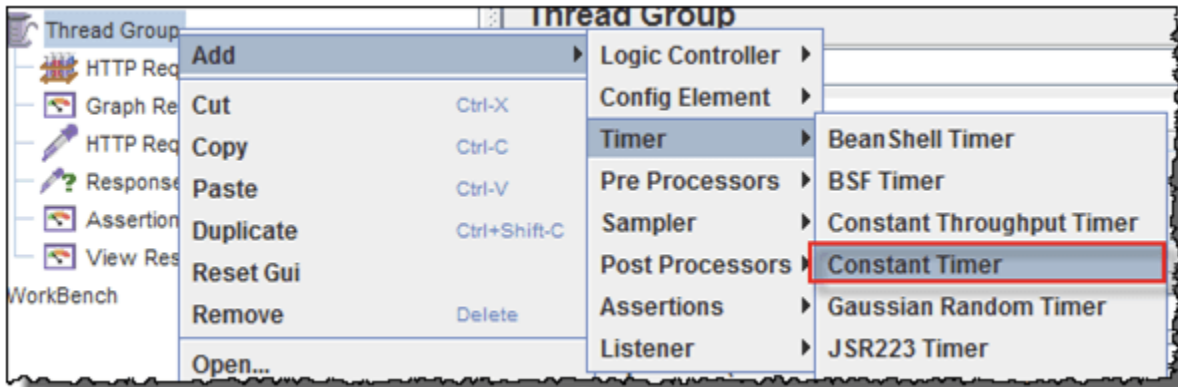 Thread Group
Thread Group
HTTP Req
Graph Re
HTTP Req
Response
Assertion
View Res
WorkBench
Add
Cut Ctrl-X
Copy Ctrl-C
Paste Ctrl-V
Duplicate Ctrl+Shift-C
Reset Gui
Remove Delete
Open...
Logic Controller
Config Element
Timer
Pre Processors
Sampler
Post Processors
Assertions
Listener
BeanShell Timer
BSF Timer
Constant Throughput Timer
Constant Timer
Gaussian Random Timer
JSR223 Timer